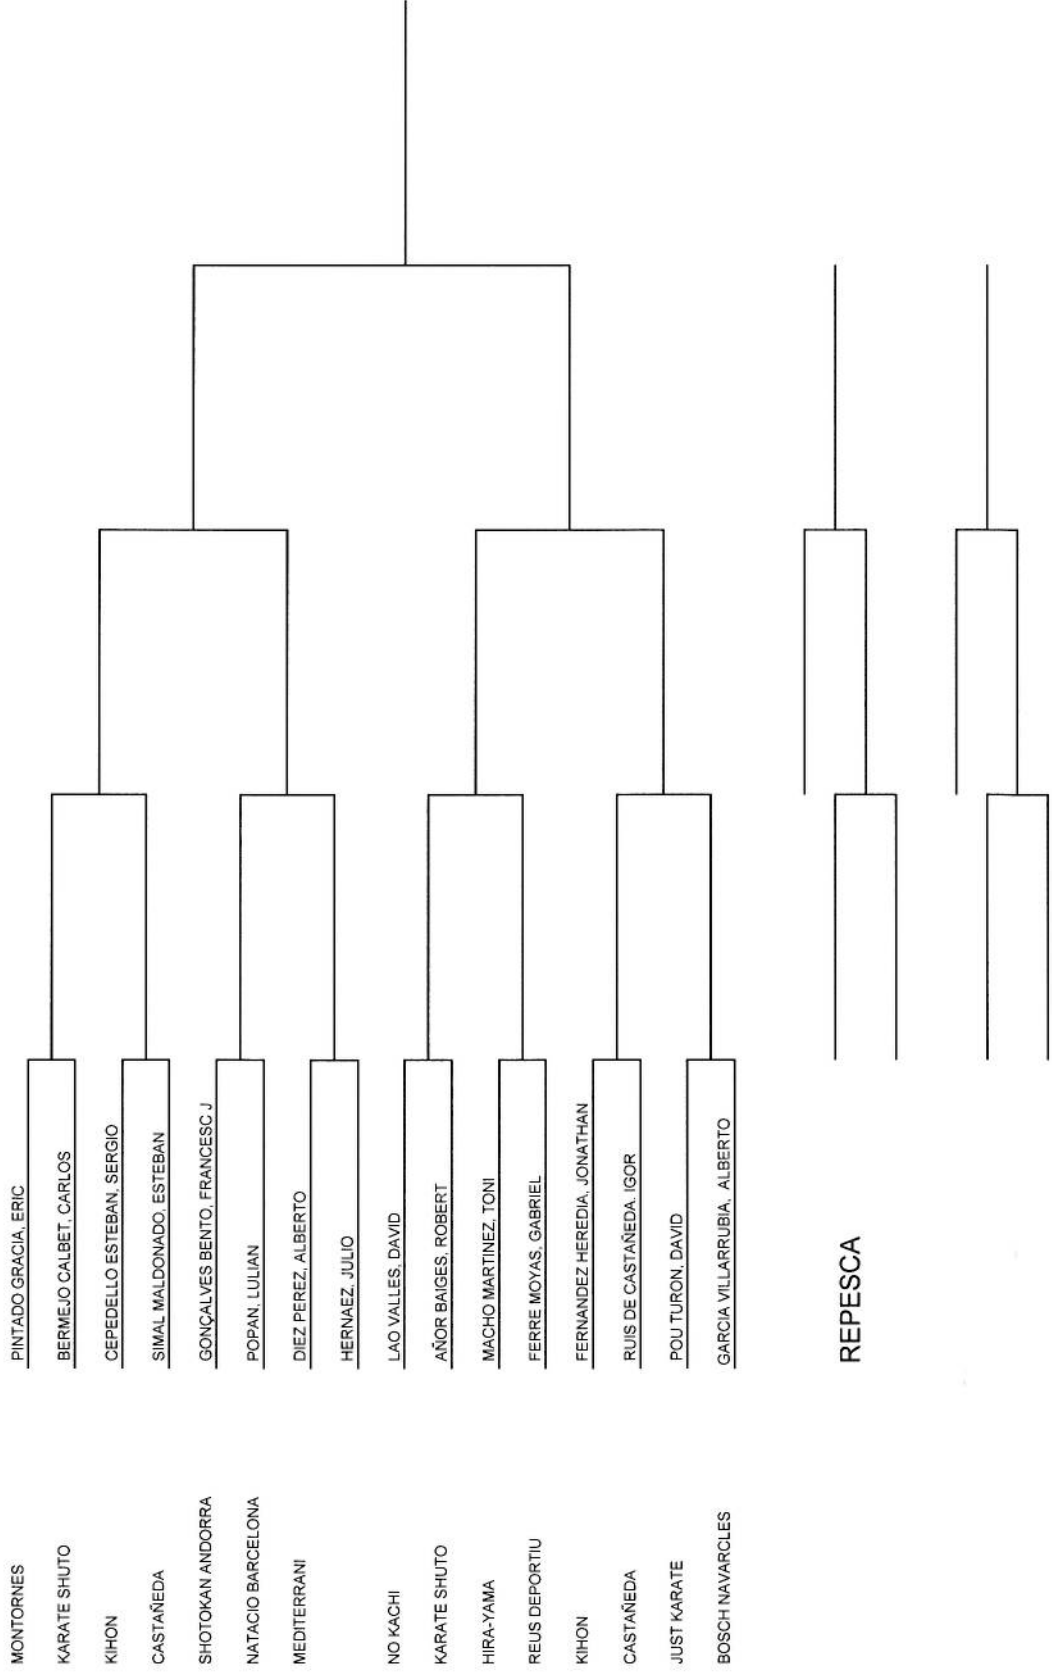 MONTORNES PINTADO GRACIA, ERIC
KARATE SHUTO BERMEJO CALBET, CARLOS
KIHON CEPEDELLO ESTEBAN, SERGIO
CASTAÑEDA SIMAL MALDONADO, ESTEBAN
SHOTOKAN ANDORRA GONÇALVES BENTO, FRANCESC J
NATACIO BARCELONA POPAN, LULIAN
MEDITERRANI DIEZ PEREZ, ALBERTO
HERNAEZ, JULIO
NO KACHI LAO VALLES, DAVID
KARATE SHUTO AÑOR BAIGES, ROBERT
HIRA-YAMA MACHO MARTINEZ, TONI
REUS DEPORTIU FERRE MOYAS, GABRIEL
KIHON FERNANDEZ HEREDIA, JONATHAN
CASTAÑEDA RUIS DE CASTAÑEDA. IGOR
JUST KARATE POU TURON, DAVID
BOSCH NAVARCLES GARCIA VILLARRUBIA, ALBERTO
REPESCA